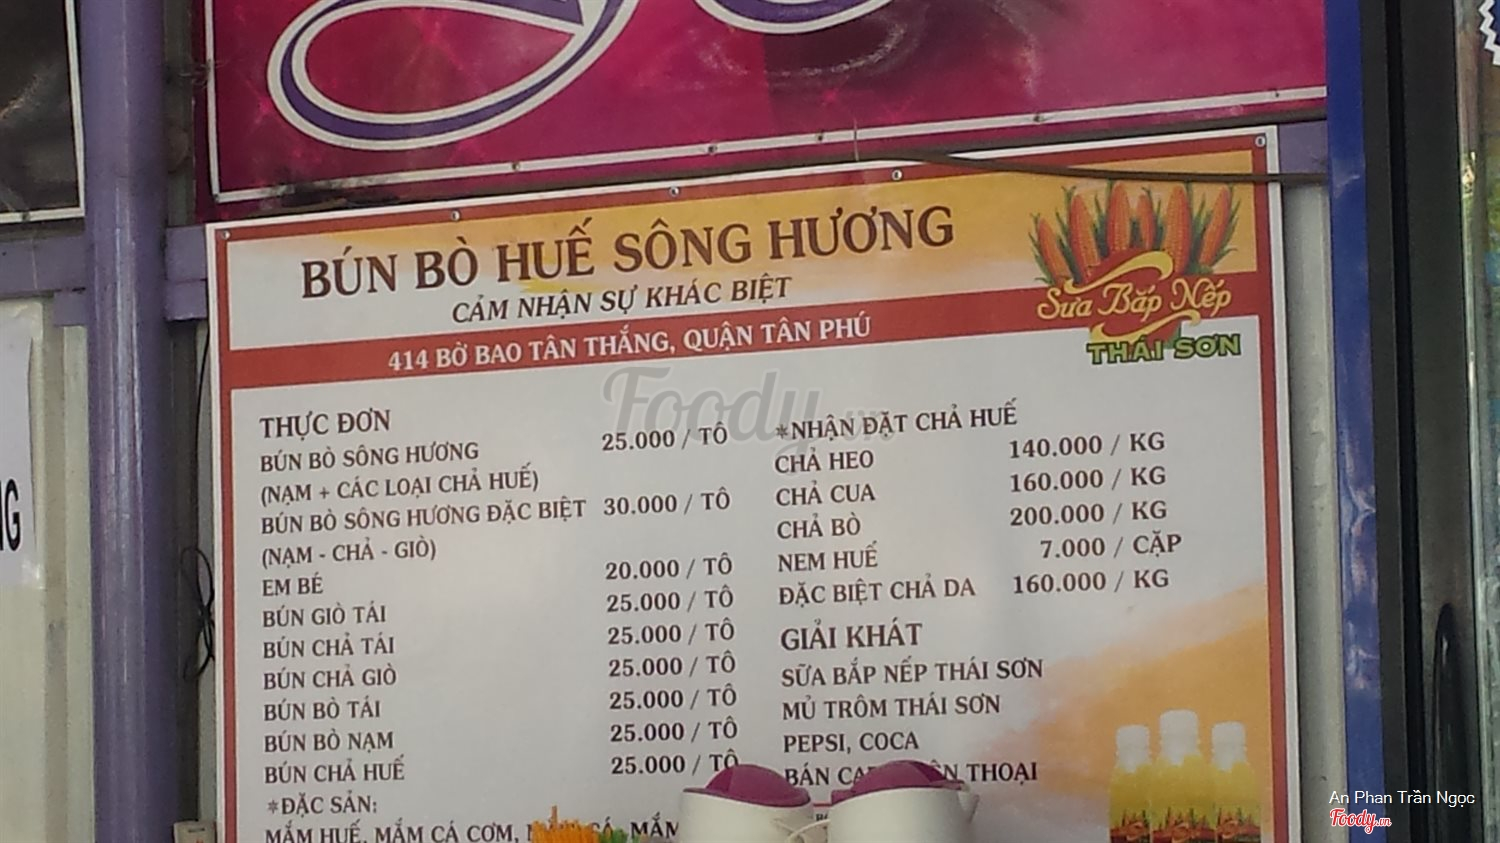 BÚN BÒ HUẾ SÔNG HƯƠNG
CẢM NHẬN SỰ KHÁC BIỆT
414 BỜ BAO TÂN THẮNG, QUẬN TÂN PHÚ
Sữa Bắp Nếp
THÁI SƠN
Foody.vn
THỰC ĐƠN
BÚN BÒ SÔNG HƯƠNG 25.000 / TÔ
(NẠM + CÁC LOẠI CHẢ HUẾ)
BÚN BÒ SÔNG HƯƠNG ĐẶC BIỆT 30.000 / TÔ
(NẠM - CHẢ - GIÒ)
EM BÉ 20.000 / TÔ
BÚN GIÒ TÁI 25.000 / TÔ
BÚN CHẢ TÁI 25.000 / TÔ
BÚN CHẢ GIÒ 25.000 / TÔ
BÚN BÒ TÁI 25.000 / TÔ
BÚN BÒ NẠM 25.000 / TÔ
BÚN CHẢ HUẾ 25.000 / TÔ
*ĐẶC SẢN:
MẮM HUẾ, MẮM CÁ CƠM, MẮM
*NHẬN ĐẶT CHẢ HUẾ
CHẢ HEO 140.000 / KG
CHẢ CUA 160.000 / KG
CHẢ BÒ 200.000 / KG
NEM HUẾ 7.000 / CẶP
ĐẶC BIỆT CHẢ DA 160.000 / KG
GIẢI KHÁT
SỮA BẮP NẾP THÁI SƠN
MỦ TRÔM THÁI SƠN
PEPSI, COCA
BÁN THOẠI
An Phan Trần Ngọc
Foody.vn